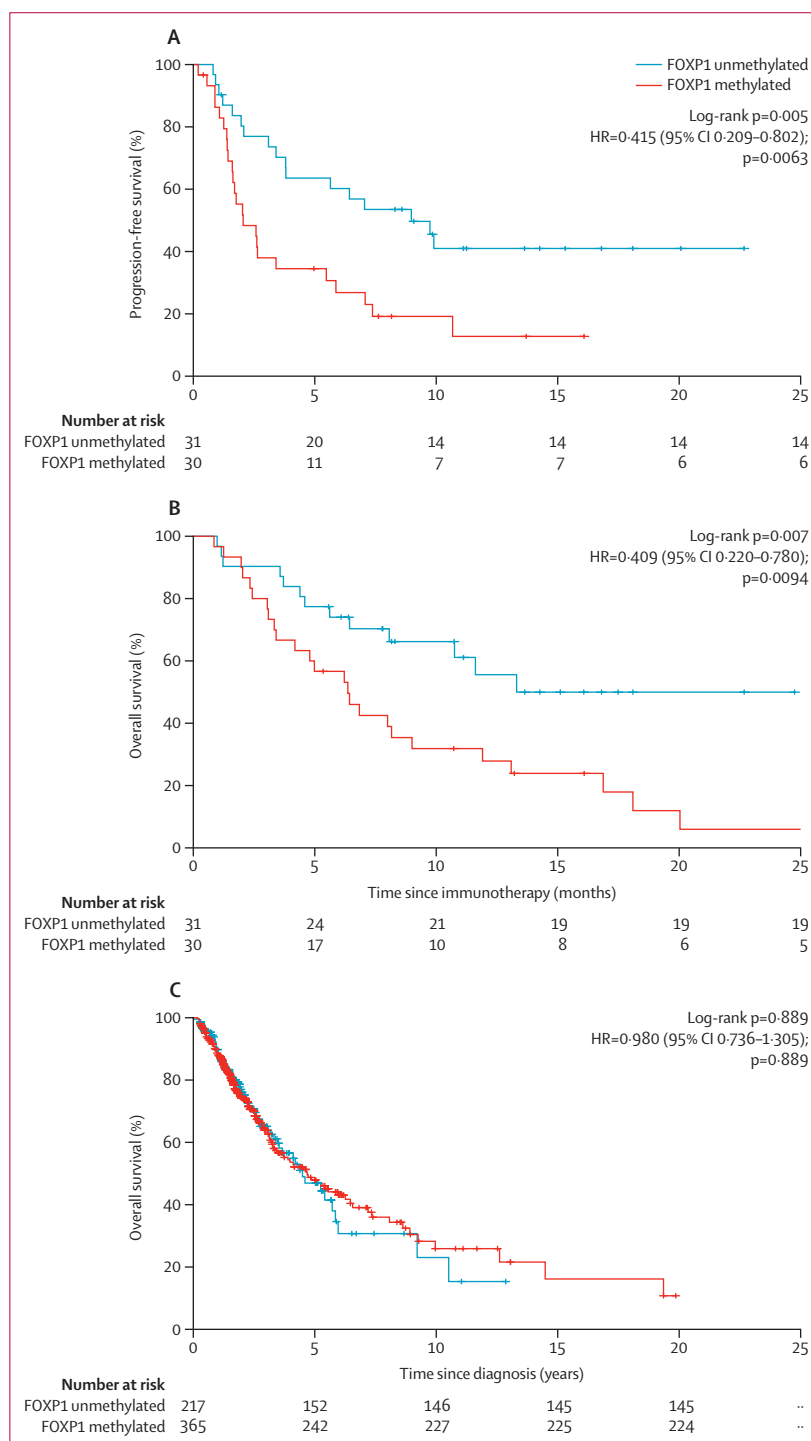 A
100
80
60
40
20
0
Progression-free survival (%)
FOXP1 unmethylated
FOXP1 methylated
Log-rank p=0·005
HR=0·415 (95% CI 0·209–0·802);
p=0·0063
0 5 10 15 20 25
Number at risk
FOXP1 unmethylated 31 20 14 14 14 14
FOXP1 methylated 30 11 7 7 6 6
B
100
80
60
40
20
0
Overall survival (%)
Log-rank p=0·007
HR=0·409 (95% CI 0·220–0·780);
p=0·0094
0 5 10 15 20 25
Time since immunotherapy (months)
Number at risk
FOXP1 unmethylated 31 24 21 19 19 19
FOXP1 methylated 30 17 10 8 6 5
C
100
80
60
40
20
0
Overall survival (%)
Log-rank p=0·889
HR=0·980 (95% CI 0·736–1·305);
p=0·889
0 5 10 15 20 25
Time since diagnosis (years)
Number at risk
FOXP1 unmethylated 217 152 146 145 145 ··
FOXP1 methylated 365 242 227 225 224 ··